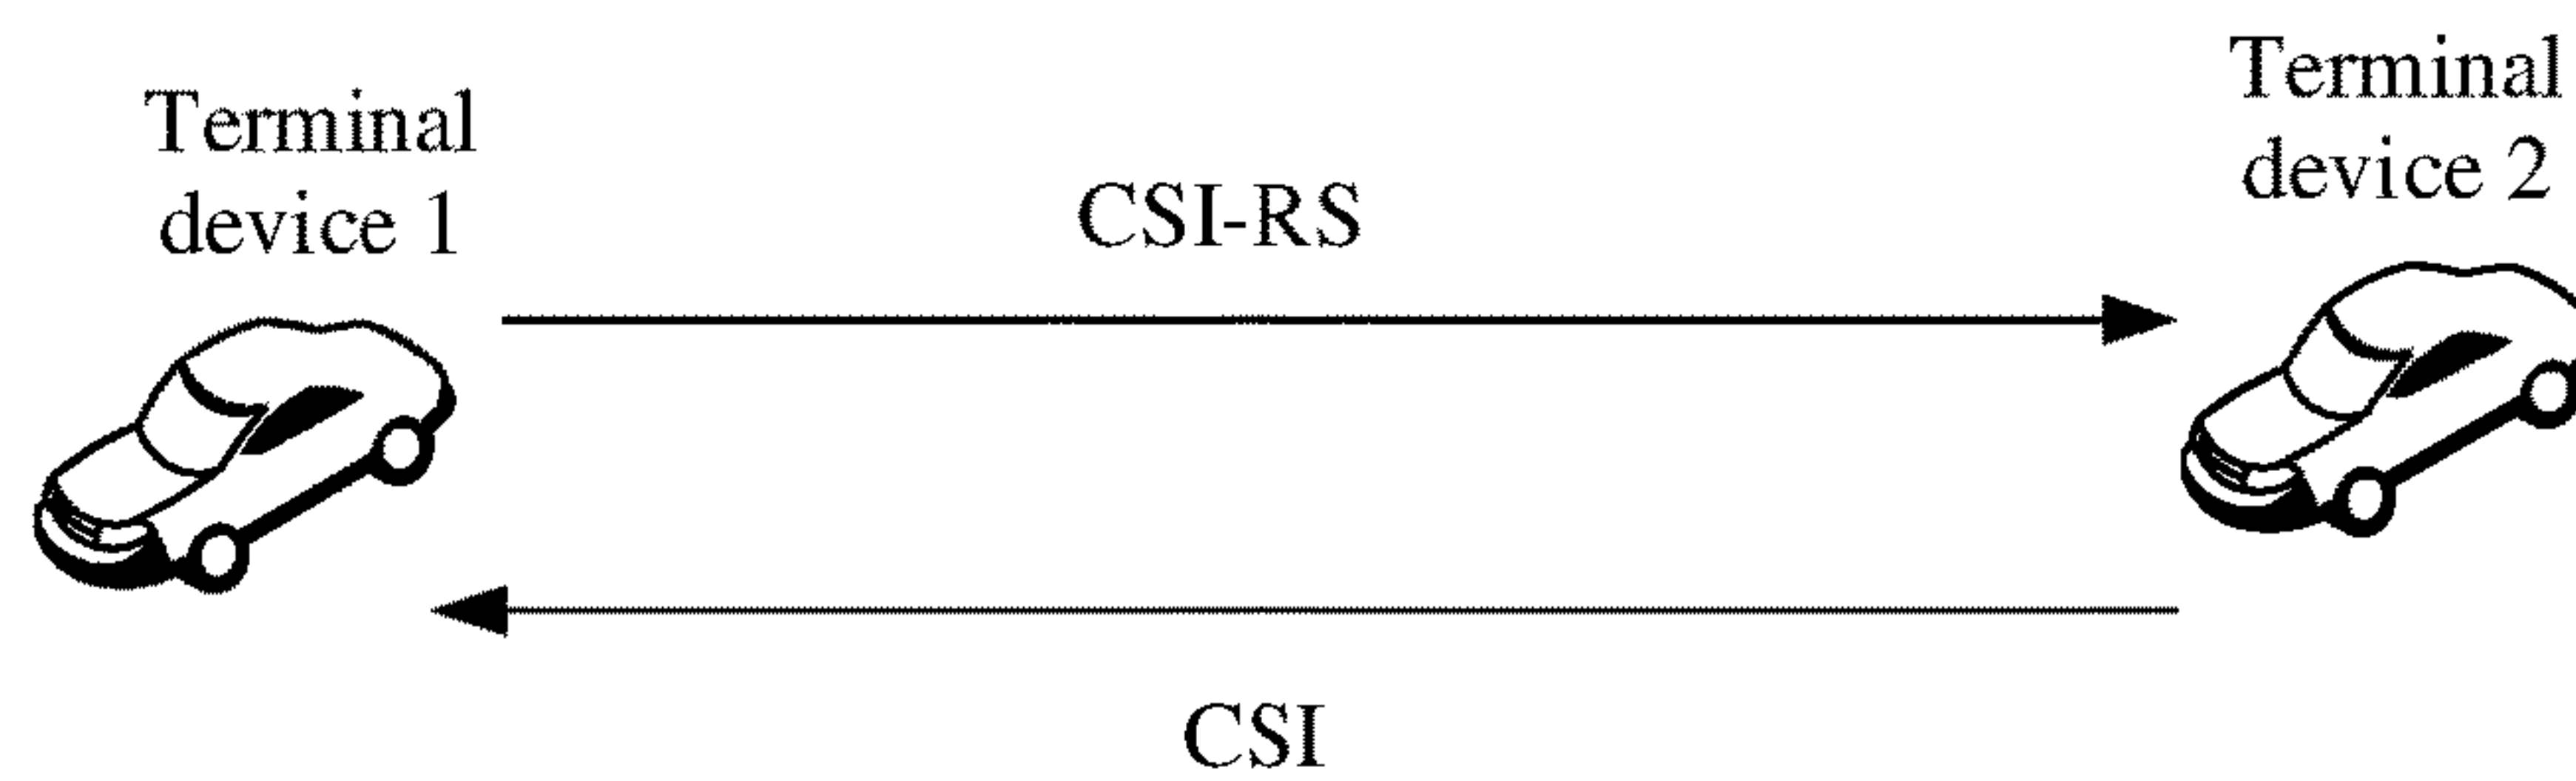 Terminal
device 1
CSI-RS
Terminal
device 2
CSI